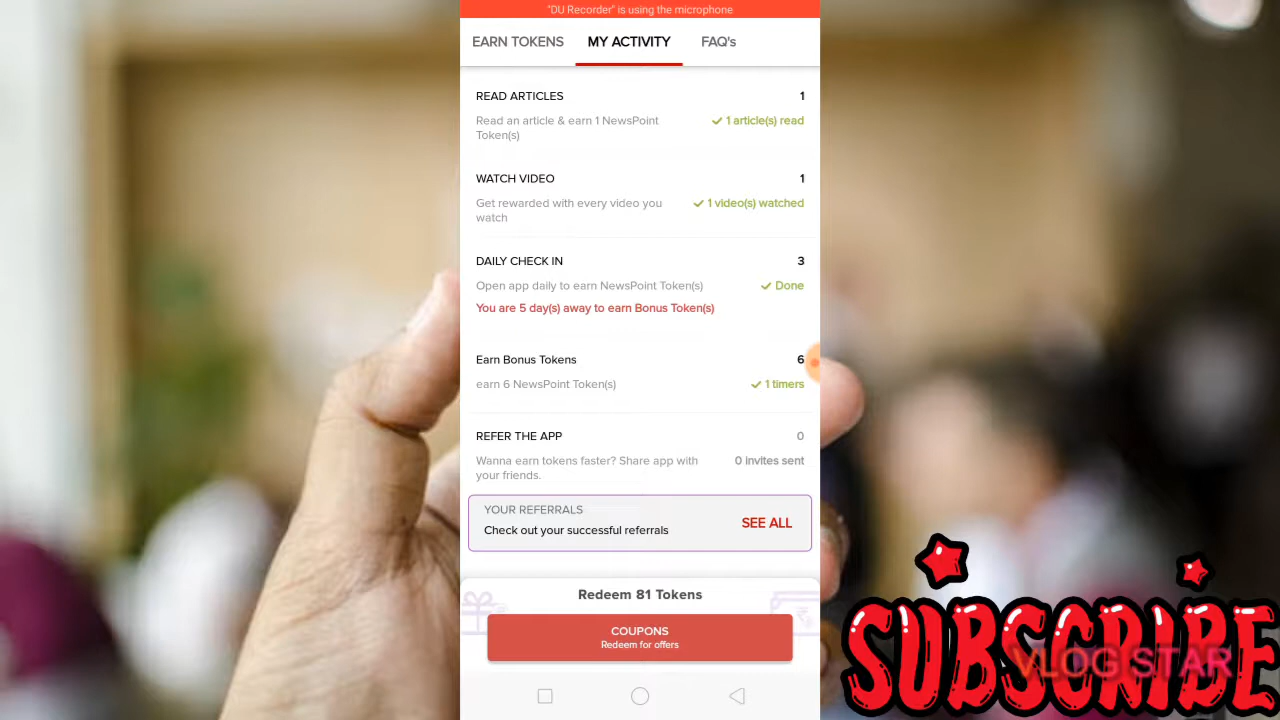 "DU Recorder" is using the microphone
EARN TOKENS MY ACTIVITY FAQ's
READ ARTICLES 1
Read an article & earn 1 NewsPoint 1 article(s) read
Token(s)
WATCH VIDEO 1
Get rewarded with every video you 1 video(s) watched
watch
DAILY CHECK IN 3
Open app daily to earn NewsPoint Token(s) Done
You are 5 day(s) away to earn Bonus Token(s)
Earn Bonus Tokens 6
earn 6 NewsPoint Token(s) 1 timers
REFER THE APP 0
Wanna earn tokens faster? Share app with 0 invites sent
your friends.
YOUR REFERRALS
Check out your successful referrals SEE ALL
Redeem 81 Tokens
COUPONS
Redeem for offers
SUBSCRIBE
VLOG STAR